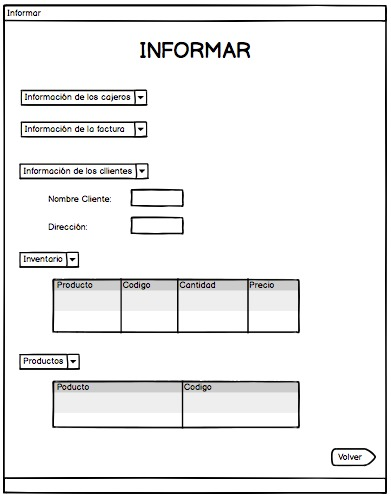 Informar
INFORMAR
Información de los cajeros
Información de la factura
Información de los cllientes
Nombre Cliente:
Dirección:
Inventario
Producto Codigo Cantidad Precio
Productos
Poducto Codigo
Volver